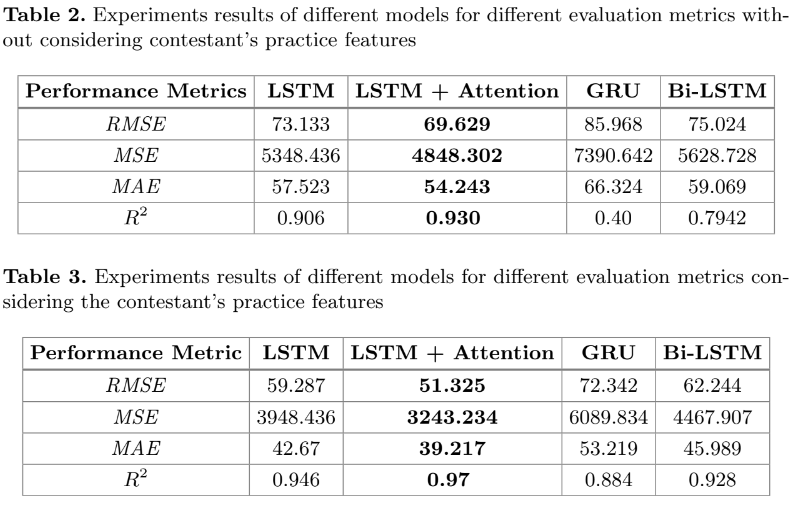 Table 2. Experiments results of different models for different evaluation metrics with-
out considering contestant's practice features
Performance Metrics LSTM LSTM + Attention GRU Bi-LSTM
RMSE 73.133 69.629 85.968 75.024
MSE 5348.436 4848.302 7390.642 5628.728
MAE 57.523 54.243 66.324 59.069
R² 0.906 0.930 0.40 0.7942
Table 3. Experiments results of different models for different evaluation metrics con-
sidering the contestant's practice features
Performance Metric LSTM LSTM + Attention GRU Bi-LSTM
RMSE 59.287 51.325 72.342 62.244
MSE 3948.436 3243.234 6089.834 4467.907
MAE 42.67 39.217 53.219 45.989
R² 0.946 0.97 0.884 0.928